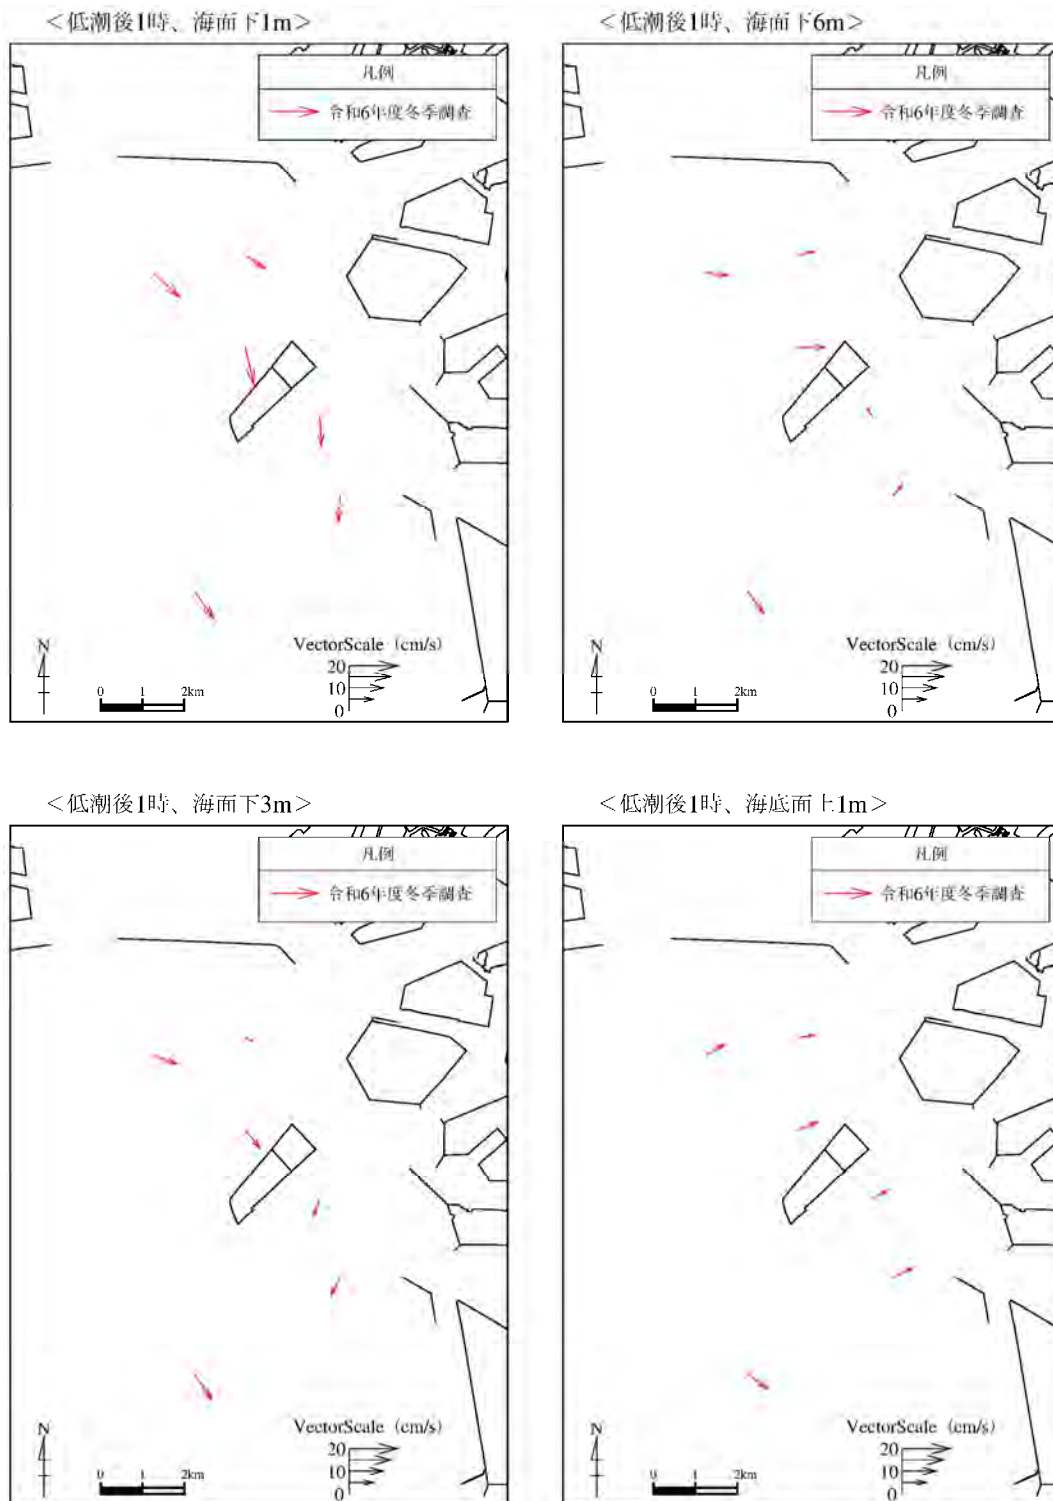 ＜低潮後1時、海面下1m＞
凡例
令和6年度冬季調査
N
0 1 2km
VectorScale (cm/s)
20
10
0
＜低潮後1時、海面下6m＞
凡例
令和6年度冬季調査
N
0 1 2km
VectorScale (cm/s)
20
10
0
＜低潮後1時、海面下3m＞
凡例
令和6年度冬季調査
N
0 1 2km
VectorScale (cm/s)
20
10
0
＜低潮後1時、海底面上1m＞
凡例
令和6年度冬季調査
N
0 1 2km
VectorScale (cm/s)
20
10
0